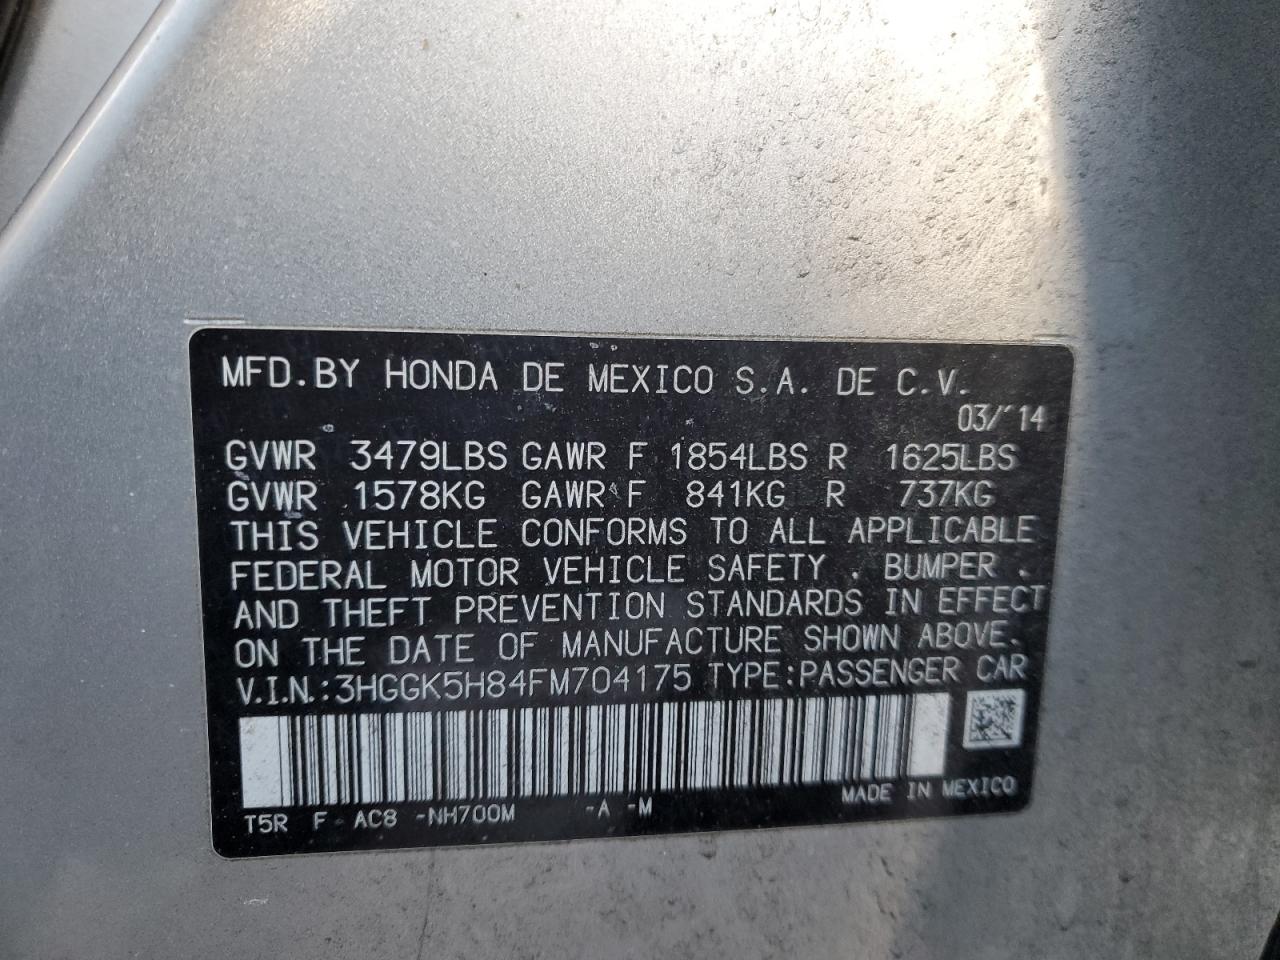 MFD.BY HONDA DE MEXICO S.A. DE C.V.
03/'14
GVWR 3479LBS GAWR F 1854LBS R 1625LBS
GVWR 1578KG GAWR F 841KG R 737KG
THIS VEHICLE CONFORMS TO ALL APPLICABLE
FEDERAL MOTOR VEHICLE SAFETY , BUMPER ,
AND THEFT PREVENTION STANDARDS IN EFFECT
ON THE DATE OF MANUFACTURE SHOWN ABOVE.
V.I.N.:3HGGK5H84FM704175 TYPE:PASSENGER CAR
MADE IN MEXICO
T5R F AC8 -NH700M -A -M